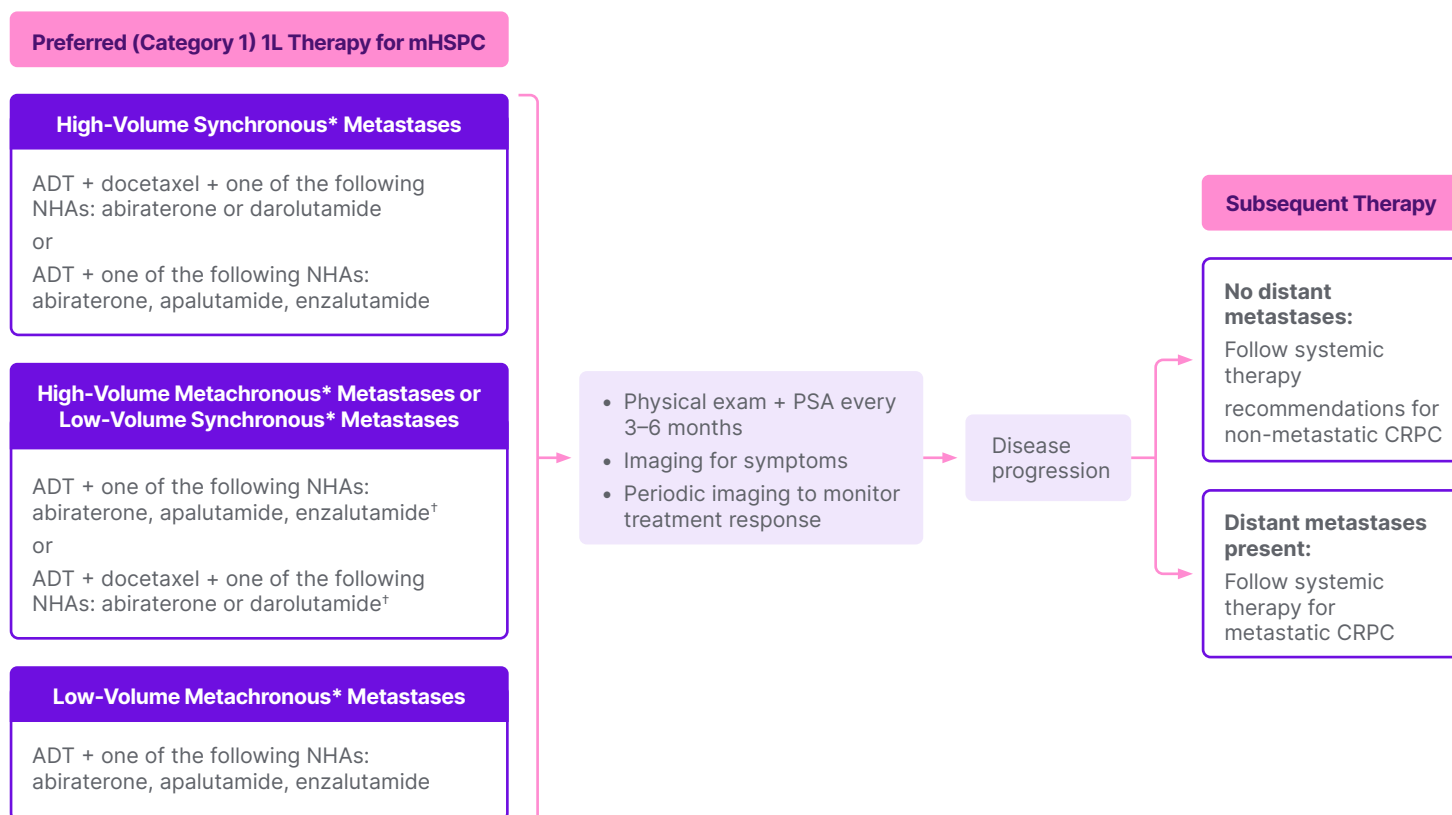 Preferred (Category 1) 1L Therapy for mHSPC
High-Volume Synchronous* Metastases
ADT + docetaxel + one of the following
NHAs: abiraterone or darolutamide
or
ADT + one of the following NHAs:
abiraterone, apalutamide, enzalutamide
High-Volume Metachronous* Metastases or
Low-Volume Synchronous* Metastases
ADT + one of the following NHAs:
abiraterone, apalutamide, enzalutamide†
or
ADT + docetaxel + one of the following
NHAs: abiraterone or darolutamide†
Low-Volume Metachronous* Metastases
ADT + one of the following NHAs:
abiraterone, apalutamide, enzalutamide
• Physical exam + PSA every
3–6 months
• Imaging for symptoms
• Periodic imaging to monitor
treatment response
Disease
progression
Subsequent Therapy
No distant
metastases:
Follow systemic
therapy
recommendations for
non-metastatic CRPC
Distant metastases
present:
Follow systemic
therapy for
metastatic CRPC